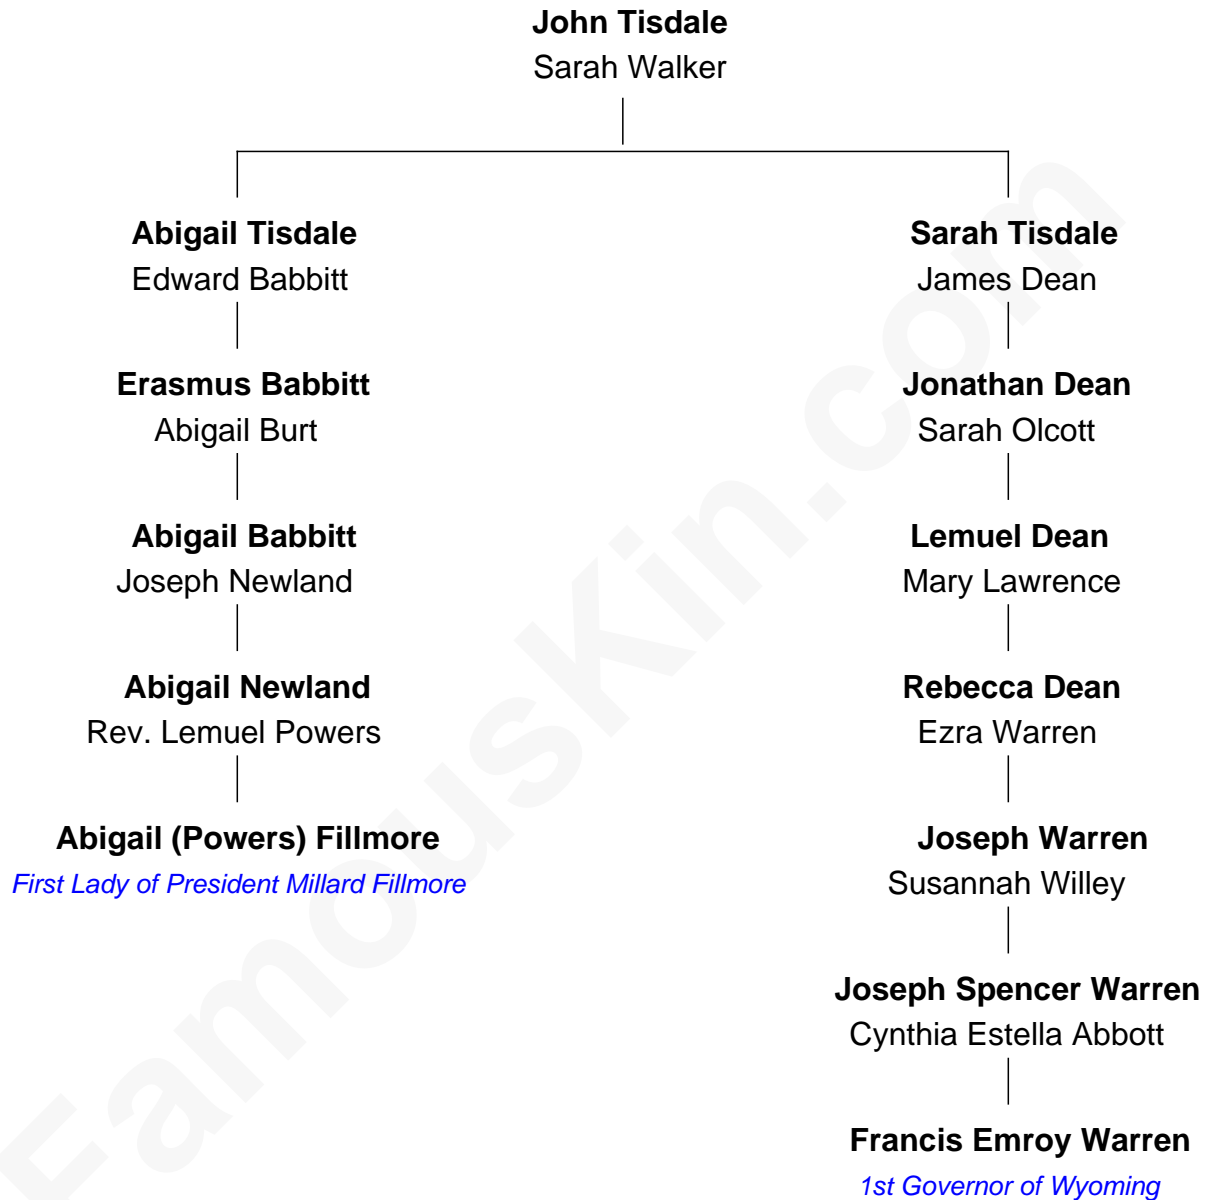 John Tisdale
Sarah Walker
Abigail Tisdale
Edward Babbitt
Erasmus Babbitt
Abigail Burt
Abigail Babbitt
Joseph Newland
Abigail Newland
Rev. Lemuel Powers
Abigail (Powers) Fillmore
First Lady of President Millard Fillmore
Sarah Tisdale
James Dean
Jonathan Dean
Sarah Olcott
Lemuel Dean
Mary Lawrence
Rebecca Dean
Ezra Warren
Joseph Warren
Susannah Willey
Joseph Spencer Warren
Cynthia Estella Abbott
Francis Emroy Warren
1st Governor of Wyoming
FamousKin.com